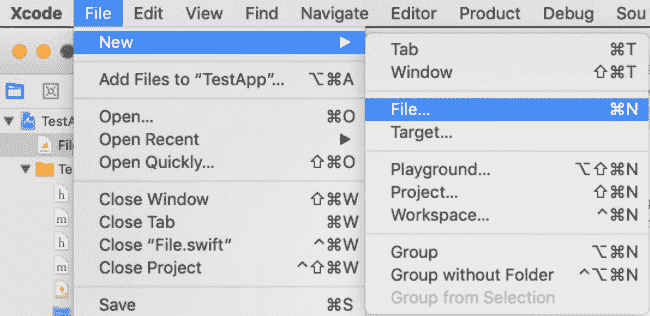 Xcode File Edit View Find Navigate Editor Product Debug Sou
New ▶
Add Files to “TestApp”... ⌥⌘A
Open... ⌘O
Open Recent ▶
Open Quickly... ⇧⌘O
Close Window ⇧⌘W
Close Tab ⌘W
Close “File.swift” ^⌘W
Close Project ^⇧⌘W
Save ⌘S
Tab ⌘T
Window ⇧⌘T
File... ⌘N
Target...
Playground... ⌥⇧⌘N
Project... ⇧⌘N
Workspace... ^⌘N
Group ⌥⌘N
Group without Folder ^⌥⌘N
Group from Selection
TestA
File
Te
h
m
h
m